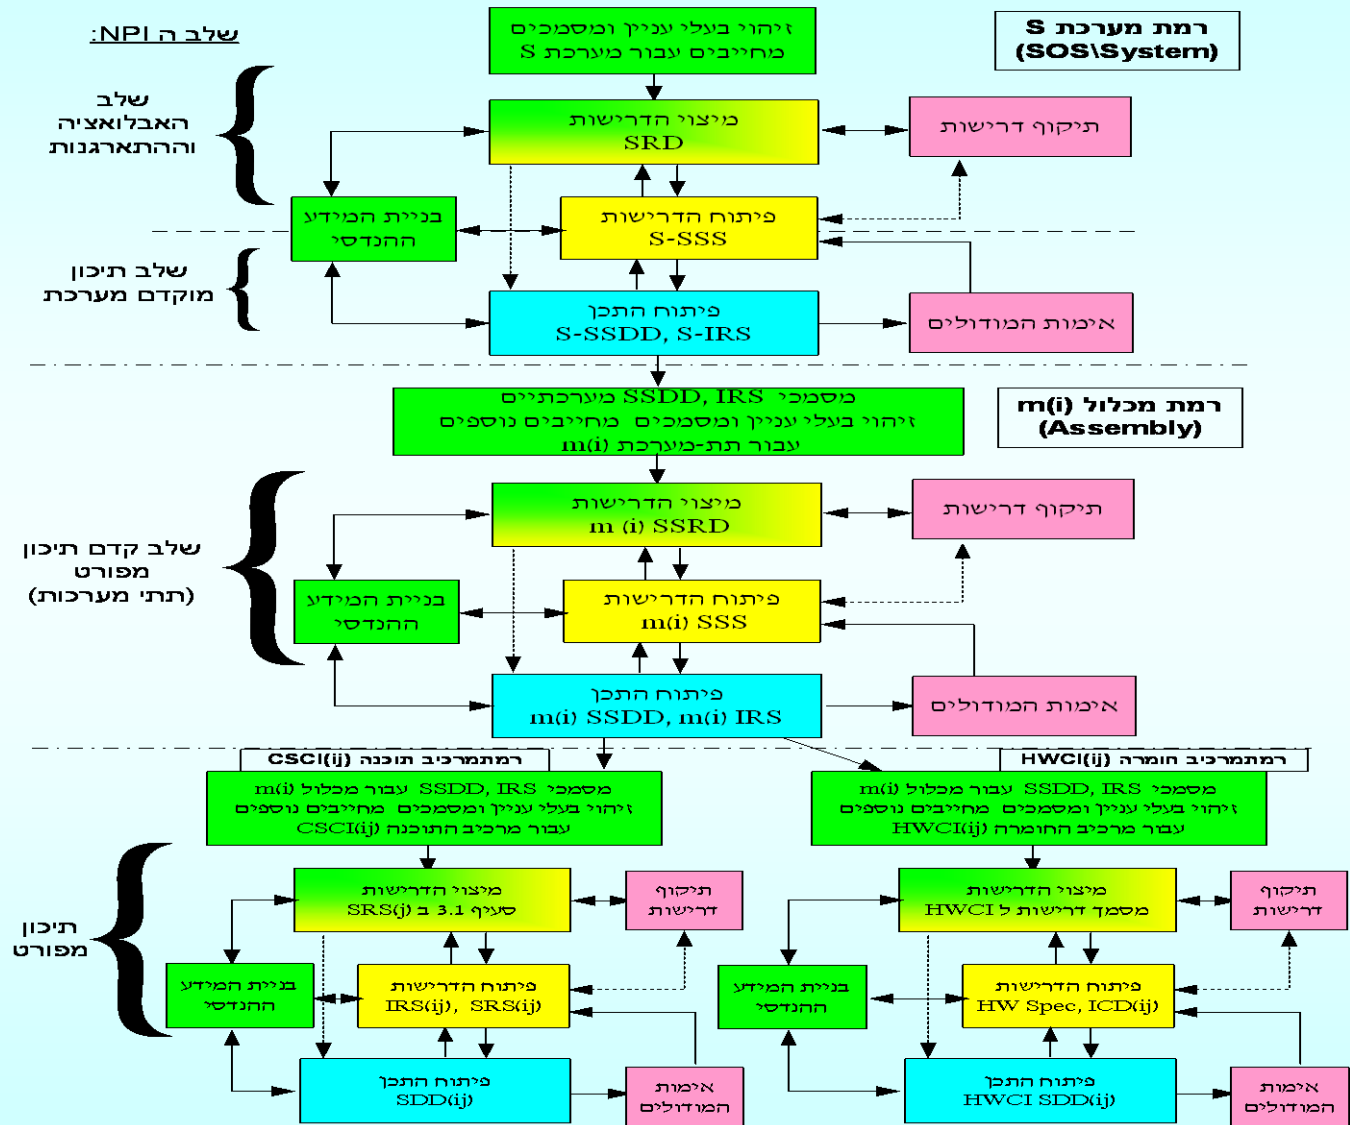 שלב ה NPI:
זיהוי בעלי עניין ומסמכים
מחייבים עבור מערכת S
רמת מערכת S
(SOS\System)
שלב
האבלואציה
וההתארגנות
מיצוי הדרישות
SRD
תיקוף דרישות
בניית המידע
ההנדסי
פיתוח הדרישות
S-SSS
שלב תיכון
מוקדם מערכת
פיתוח התכן
S-SSDD, S-IRS
אימות המודולים
מסמכי SSDD, IRS מערכתיים
זיהוי בעלי עניין ומסמכים מחייבים נוספים
עבור תת-מערכת m(i)
רמת מכלול m(i)
(Assembly)
שלב קדם תיכון
מפורט
(תתי מערכות)
מיצוי הדרישות
m (i) SSRD
תיקוף דרישות
בניית המידע
ההנדסי
פיתוח הדרישות
m(i) SSS
פיתוח התכן
m(i) SSDD, m(i) IRS
אימות המודולים
רמתמרכיב תוכנה CSCI(ij)
מסמכי SSDD, IRS עבור מכלול m(i)
זיהוי בעלי עניין ומסמכים מחייבים נוספים
עבור מרכיב התוכנה CSCI(ij)
רמתמרכיב חומרה HWCI(ij)
מסמכי SSDD, IRS עבור מכלול m(i)
זיהוי בעלי עניין ומסמכים מחייבים נוספים
עבור מרכיב החומרה HWCI(ij)
תיכון
מפורט
מיצוי הדרישות
סעיף 3.1 ב SRS(j)
תיקוף
דרישות
בניית המידע
ההנדסי
פיתוח הדרישות
IRS(ij), SRS(ij)
פיתוח התכן
SDD(ij)
אימות
המודולים
מיצוי הדרישות
מסמך דרישות ל HWCI
תיקוף
דרישות
בניית המידע
ההנדסי
פיתוח הדרישות
HW Spec, ICD(ij)
פיתוח התכן
HWCI SDD(ij)
אימות
המודולים